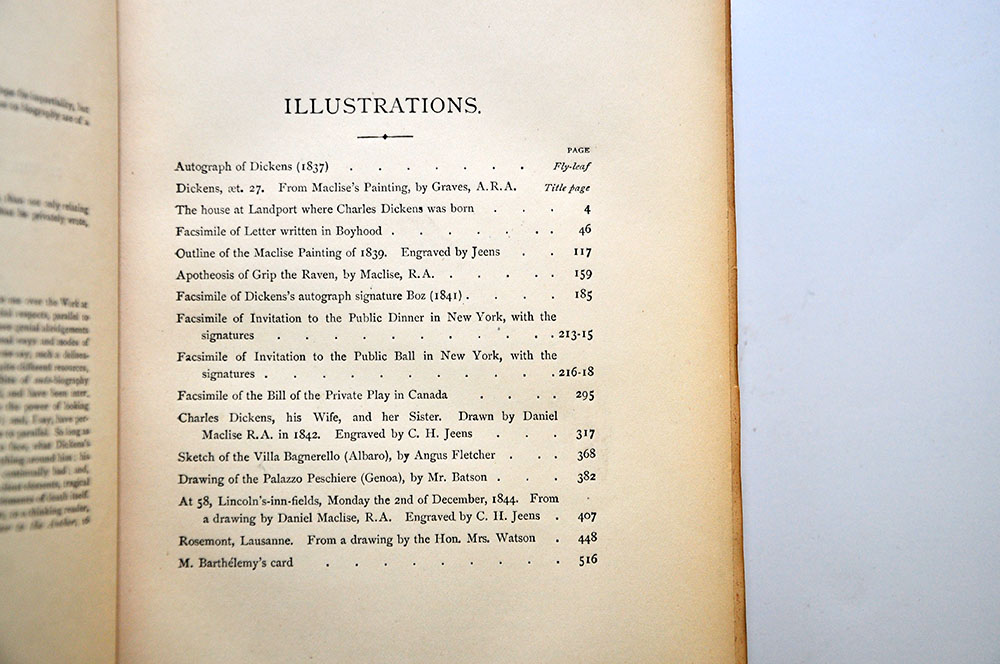 ILLUSTRATIONS.
PAGE
Autograph of Dickens (1837) . . . . . . . Fly-leaf
Dickens, æt. 27. From Maclise's Painting, by Graves, A.R.A. Title page
The house at Landport where Charles Dickens was born . . . 4
Facsimile of Letter written in Boyhood . . . . . . . 46
Outline of the Maclise Painting of 1839. Engraved by Jeens . . 117
Apotheosis of Grip the Raven, by Maclise, R.A. . . . . . 159
Facsimile of Dickens's autograph signature Boz (1841) . . . . 185
Facsimile of Invitation to the Public Dinner in New York, with the
signatures . . . . . . . . . . . 213-15
Facsimile of Invitation to the Public Ball in New York, with the
signatures . . . . . . . . . . . 216-18
Facsimile of the Bill of the Private Play in Canada . . . . 295
Charles Dickens, his Wife, and her Sister. Drawn by Daniel
Maclise R.A. in 1842. Engraved by C. H. Jeens . . . 317
Sketch of the Villa Bagnerello (Albaro), by Angus Fletcher . . . 368
Drawing of the Palazzo Peschiere (Genoa), by Mr. Batson . . . 382
At 58, Lincoln's-inn-fields, Monday the 2nd of December, 1844. From
a drawing by Daniel Maclise, R.A. Engraved by C. H. Jeens . 407
Rosemont, Lausanne. From a drawing by the Hon. Mrs. Watson . 448
M. Barthélemy's card . . . . . . . . . 516